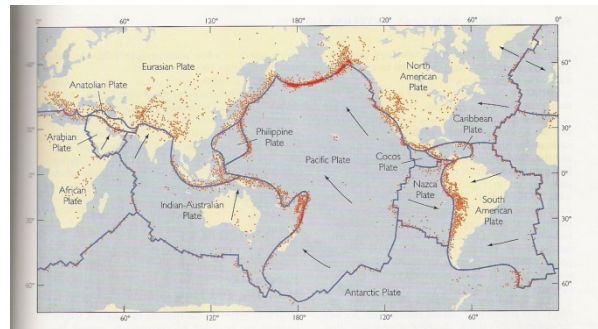 0° 60° 120° 180° 120° 60° 0°
Eurasian Plate
North
American
Plate
60°
Anatolian Plate
Caribbean
Plate
30°
Arabian
Plate
Philippine
Plate
Pacific Plate
Cocos
Plate
0°
African
Plate
Indian-Australian
Plate
Nazca
Plate
South
American
Plate
30°
60°
Antarctic Plate
60° 120° 180° 120° 60°